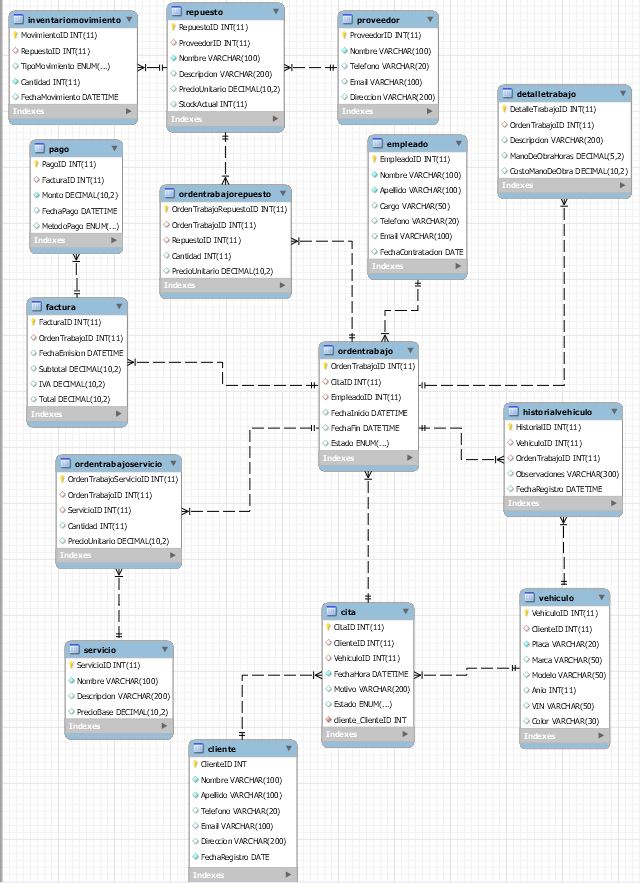 inventariomovimiento
MovimientoID INT(11)
RepuestoID INT(11)
TipoMovimiento ENUM(...)
Cantidad INT(11)
FechaMovimiento DATETIME
Indexes
repuesto
RepuestoID INT(11)
ProveedorID INT(11)
Nombre VARCHAR(100)
Descripcion VARCHAR(200)
PrecioUnitario DECIMAL(10,2)
StockActual INT(11)
Indexes
proveedor
ProveedorID INT(11)
Nombre VARCHAR(100)
Telefono VARCHAR(20)
Email VARCHAR(100)
Direccion VARCHAR(200)
Indexes
detalletrabajo
DetalleTrabajoID INT(11)
OrdenTrabajoID INT(11)
Descripcion VARCHAR(200)
ManoDeObraHoras DECIMAL(5,2)
CostoManoDeObra DECIMAL(10,2)
Indexes
pago
PagoID INT(11)
FacturaID INT(11)
Monto DECIMAL(10,2)
FechaPago DATETIME
MetodoPago ENUM(...)
Indexes
ordentrabajorepuesto
OrdenTrabajoRepuestoID INT(11)
OrdenTrabajoID INT(11)
RepuestoID INT(11)
Cantidad INT(11)
PrecioUnitario DECIMAL(10,2)
Indexes
empleado
EmpleadoID INT(11)
Nombre VARCHAR(100)
Apellido VARCHAR(100)
Cargo VARCHAR(50)
Telefono VARCHAR(20)
Email VARCHAR(100)
FechaContratacion DATE
Indexes
factura
FacturaID INT(11)
OrdenTrabajoID INT(11)
FechaEmision DATETIME
Subtotal DECIMAL(10,2)
IVA DECIMAL(10,2)
Total DECIMAL(10,2)
Indexes
ordentrabajo
OrdenTrabajoID INT(11)
CitaID INT(11)
EmpleadoID INT(11)
FechaInicio DATETIME
FechaFin DATETIME
Estado ENUM(...)
Indexes
historialvehiculo
HistorialID INT(11)
VehiculoID INT(11)
OrdenTrabajoID INT(11)
Observaciones VARCHAR(300)
FechaRegistro DATETIME
Indexes
ordentrabajoservicio
OrdenTrabajoServicioID INT(11)
OrdenTrabajoID INT(11)
ServicioID INT(11)
Cantidad INT(11)
PrecioUnitario DECIMAL(10,2)
Indexes
servicio
ServicioID INT(11)
Nombre VARCHAR(100)
Descripcion VARCHAR(200)
PrecioBase DECIMAL(10,2)
Indexes
cita
CitaID INT(11)
ClienteID INT(11)
VehiculoID INT(11)
FechaHora DATETIME
Motivo VARCHAR(200)
Estado ENUM(...)
cliente_ClienteID INT
Indexes
vehiculo
VehiculoID INT(11)
ClienteID INT(11)
Placa VARCHAR(20)
Marca VARCHAR(50)
Modelo VARCHAR(50)
Anio INT(11)
VIN VARCHAR(50)
Color VARCHAR(30)
Indexes
cliente
ClienteID INT
Nombre VARCHAR(100)
Apellido VARCHAR(100)
Telefono VARCHAR(20)
Email VARCHAR(100)
Direccion VARCHAR(200)
FechaRegistro DATE
Indexes